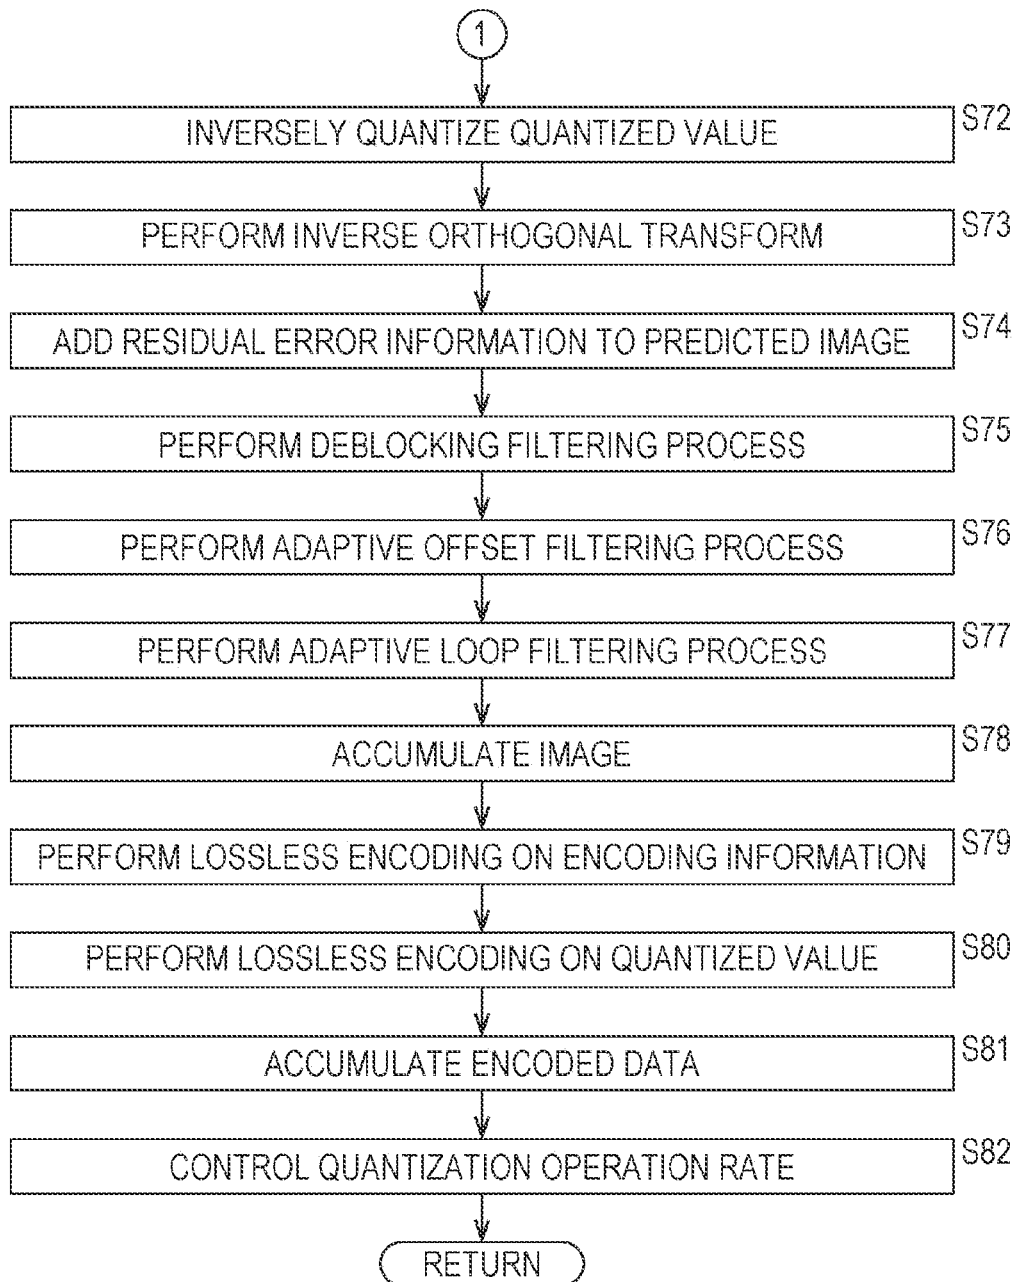 1
INVERSELY QUANTIZE QUANTIZED VALUE S72
PERFORM INVERSE ORTHOGONAL TRANSFORM S73
ADD RESIDUAL ERROR INFORMATION TO PREDICTED IMAGE S74
PERFORM DEBLOCKING FILTERING PROCESS S75
PERFORM ADAPTIVE OFFSET FILTERING PROCESS S76
PERFORM ADAPTIVE LOOP FILTERING PROCESS S77
ACCUMULATE IMAGE S78
PERFORM LOSSLESS ENCODING ON ENCODING INFORMATION S79
PERFORM LOSSLESS ENCODING ON QUANTIZED VALUE S80
ACCUMULATE ENCODED DATA S81
CONTROL QUANTIZATION OPERATION RATE S82
RETURN